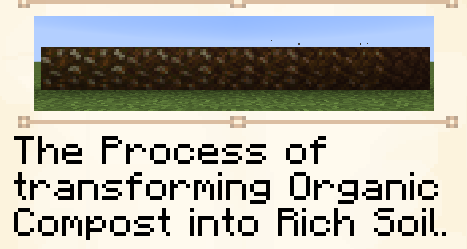 The Process of
transforming Organic
Compost into Rich Soil.